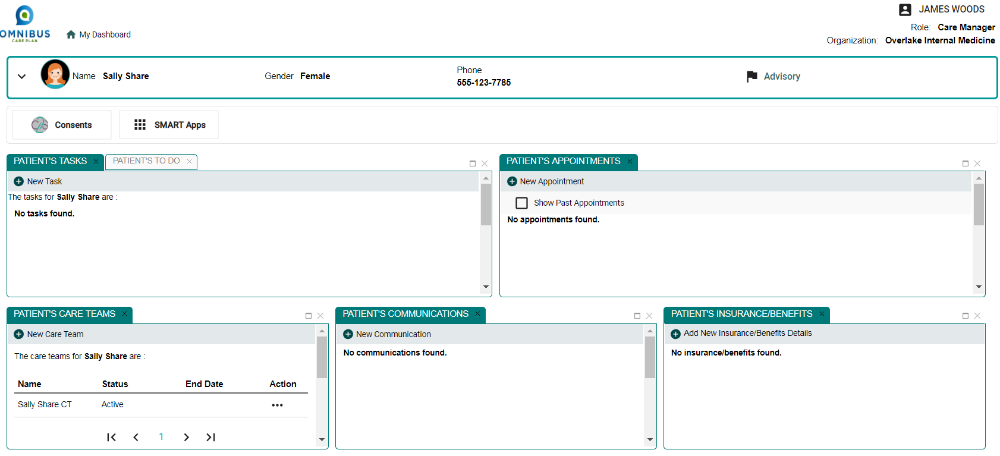 JAMES WOODS
OMNIBUS
CARE PLAN
My Dashboard
Role: Care Manager
Organization: Overlake Internal Medicine
Name Sally Share
Gender Female
Phone
555-123-7785
Advisory
Consents
SMART Apps
PATIENT'S TASKS
PATIENT'S TO DO
New Task
The tasks for Sally Share are :
No tasks found.
PATIENT'S APPOINTMENTS
New Appointment
Show Past Appointments
No appointments found.
PATIENT'S CARE TEAMS
New Care Team
The care teams for Sally Share are :
Name Status End Date Action
Sally Share CT Active
1
PATIENT'S COMMUNICATIONS
New Communication
No communications found.
PATIENT'S INSURANCE/BENEFITS
Add New Insurance/Benefits Details
No insurance/benefits found.